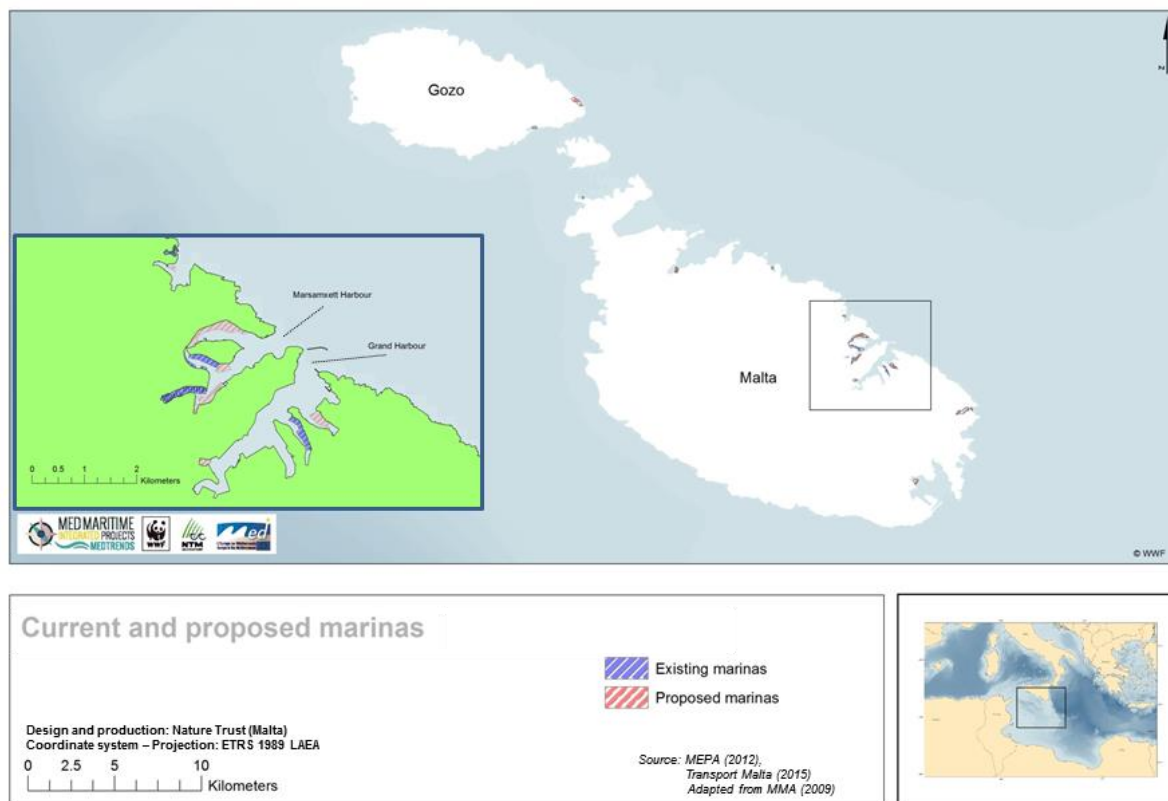 Gozo
N
Malta
Marsamxett Harbour
Grand Harbour
0 0.5 1 2
Kilometers
MED MARITIME
INTEGRATED PROJECTS
MEDTRENDS
WWF
NTM
Med
© WWF
Current and proposed marinas
Existing marinas
Proposed marinas
Design and production: Nature Trust (Malta)
Coordinate system – Projection: ETRS 1989 LAEA
0 2.5 5 10
Kilometers
Source: MEPA (2012),
Transport Malta (2015)
Adapted from MMA (2009)